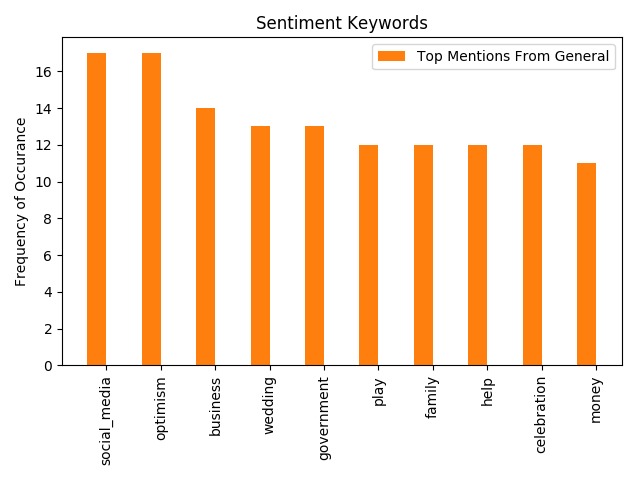 Sentiment Keywords
Top Mentions From General
Frequency of Occurance
16
14
12
10
8
6
4
2
0
social_media
optimism
business
wedding
government
play
family
help
celebration
money